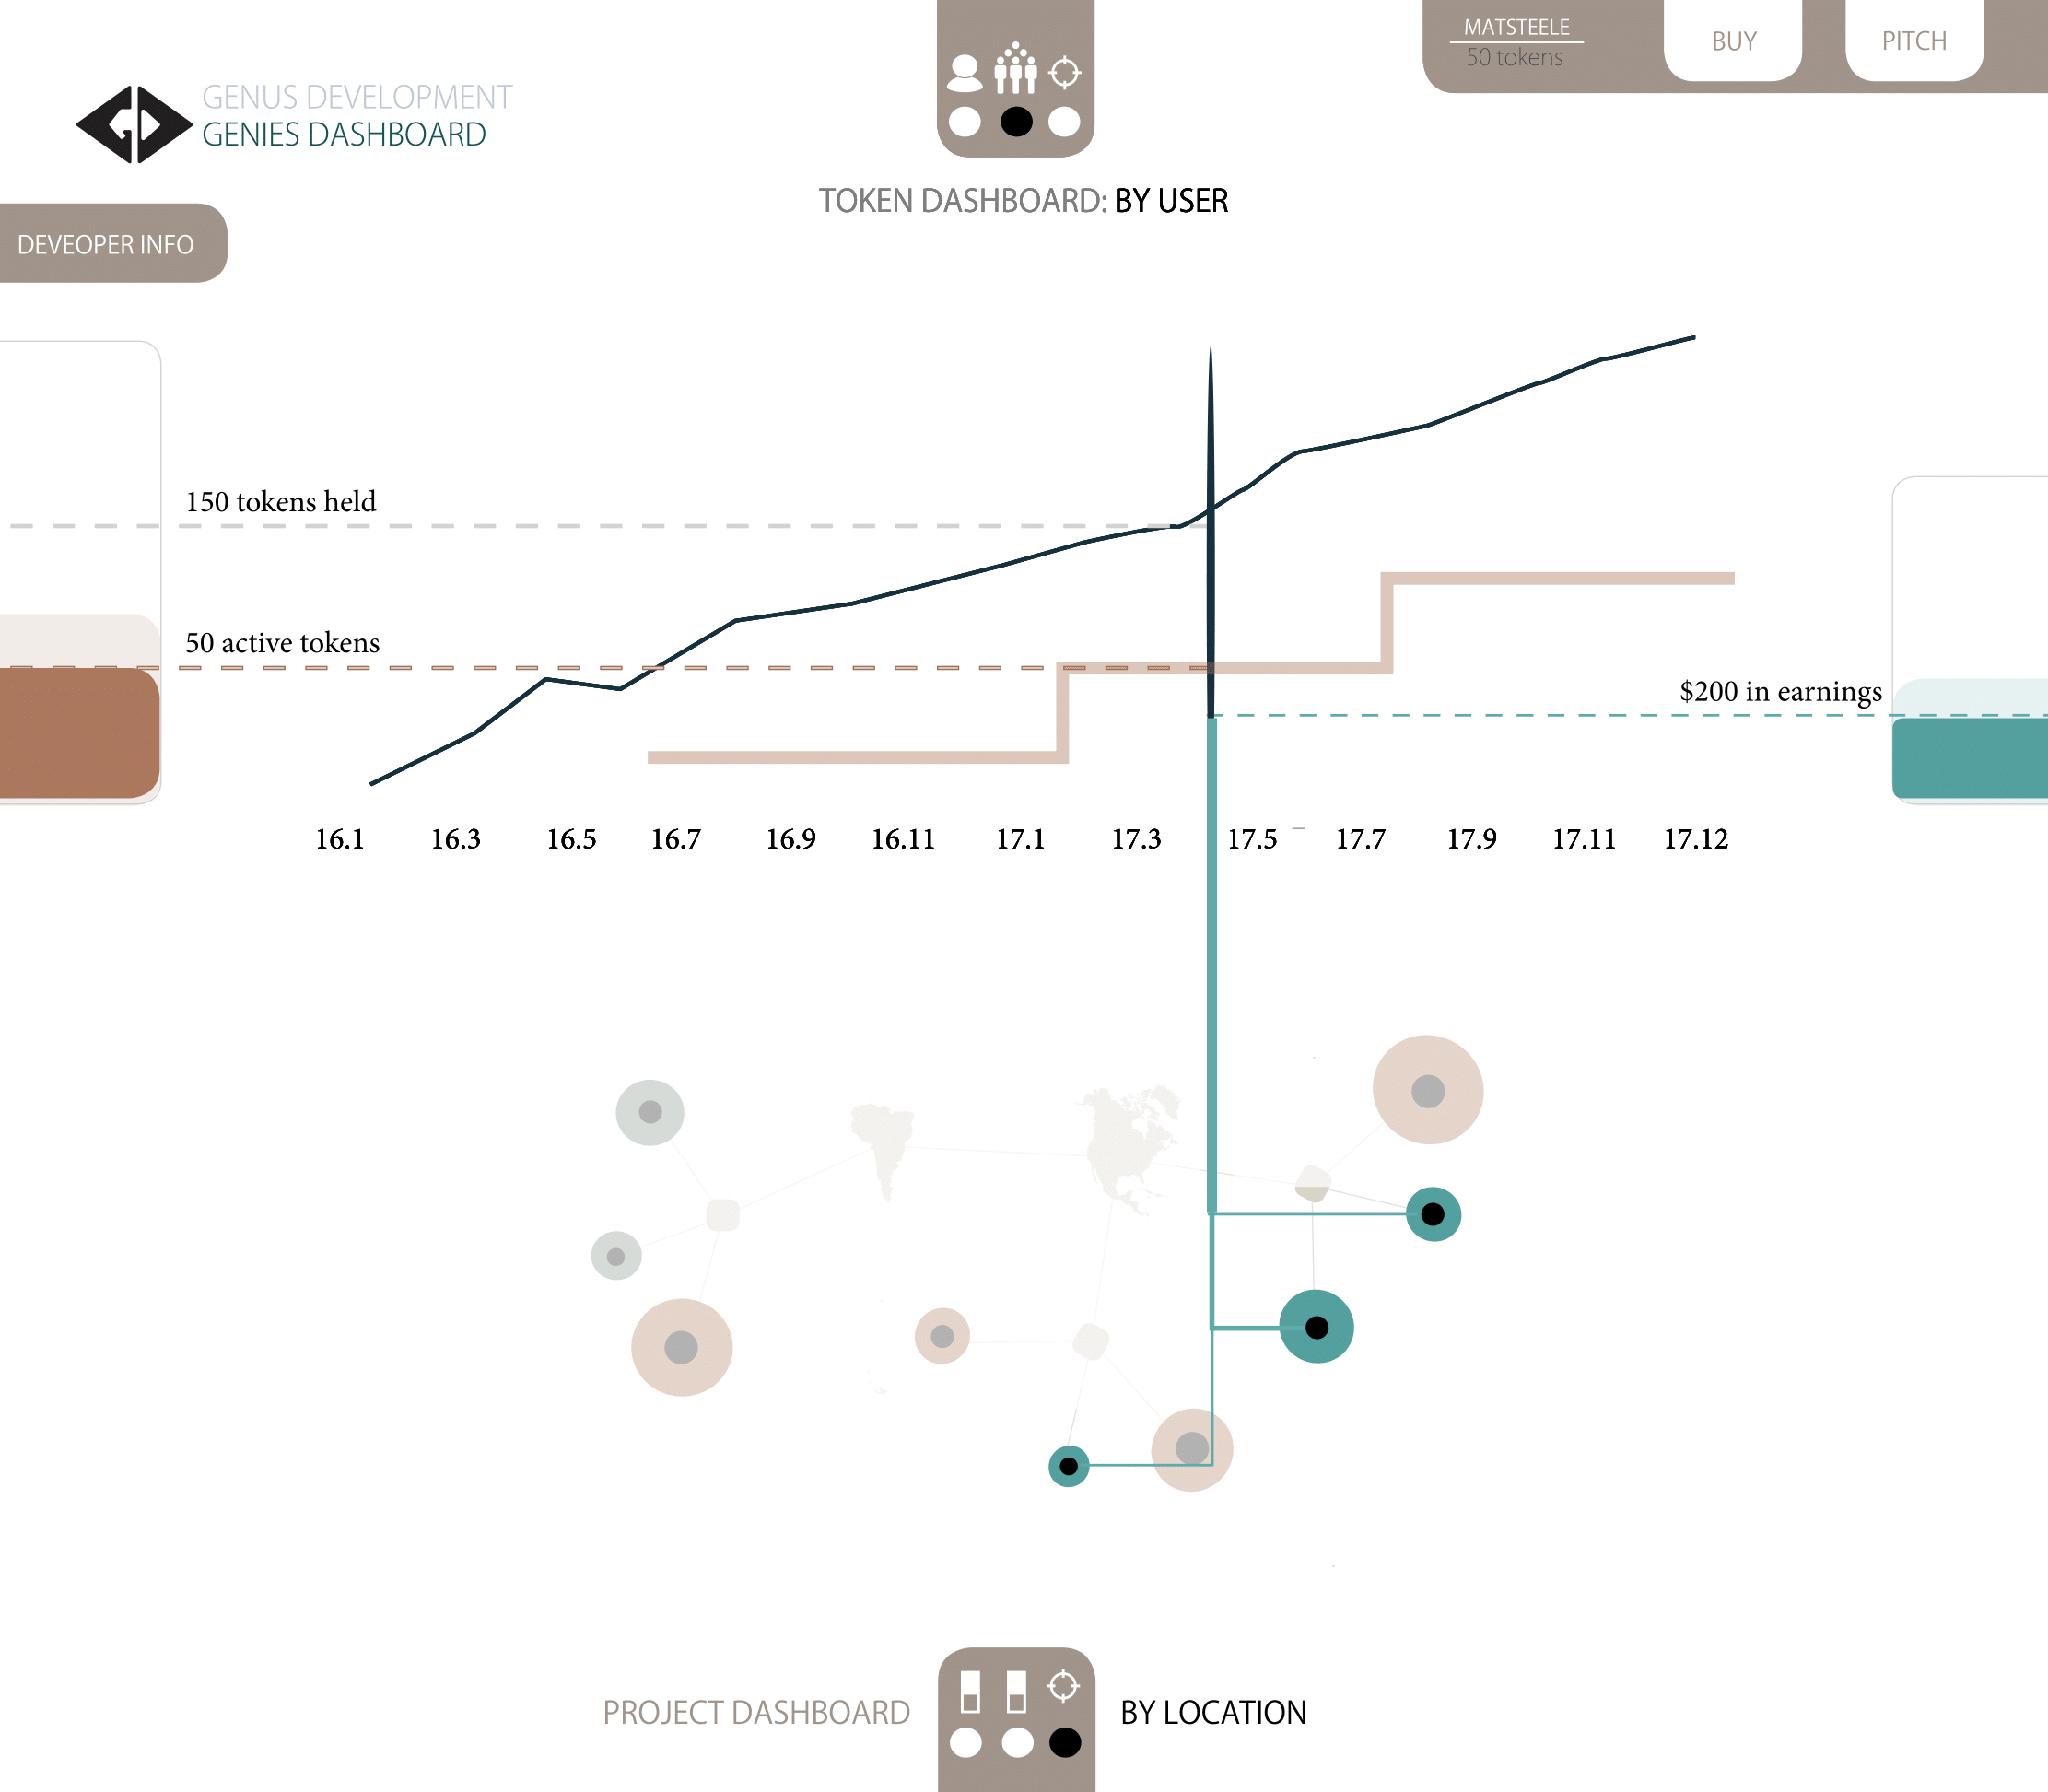 MATSTEELE
50 tokens
BUY
PITCH
GENUS DEVELOPMENT
GENIES DASHBOARD
TOKEN DASHBOARD: BY USER
DEVEOPER INFO
150 tokens held
50 active tokens
$200 in earnings
16.1 16.3 16.5 16.7 16.9 16.11 17.1 17.3 17.5 17.7 17.9 17.11 17.12
PROJECT DASHBOARD
BY LOCATION